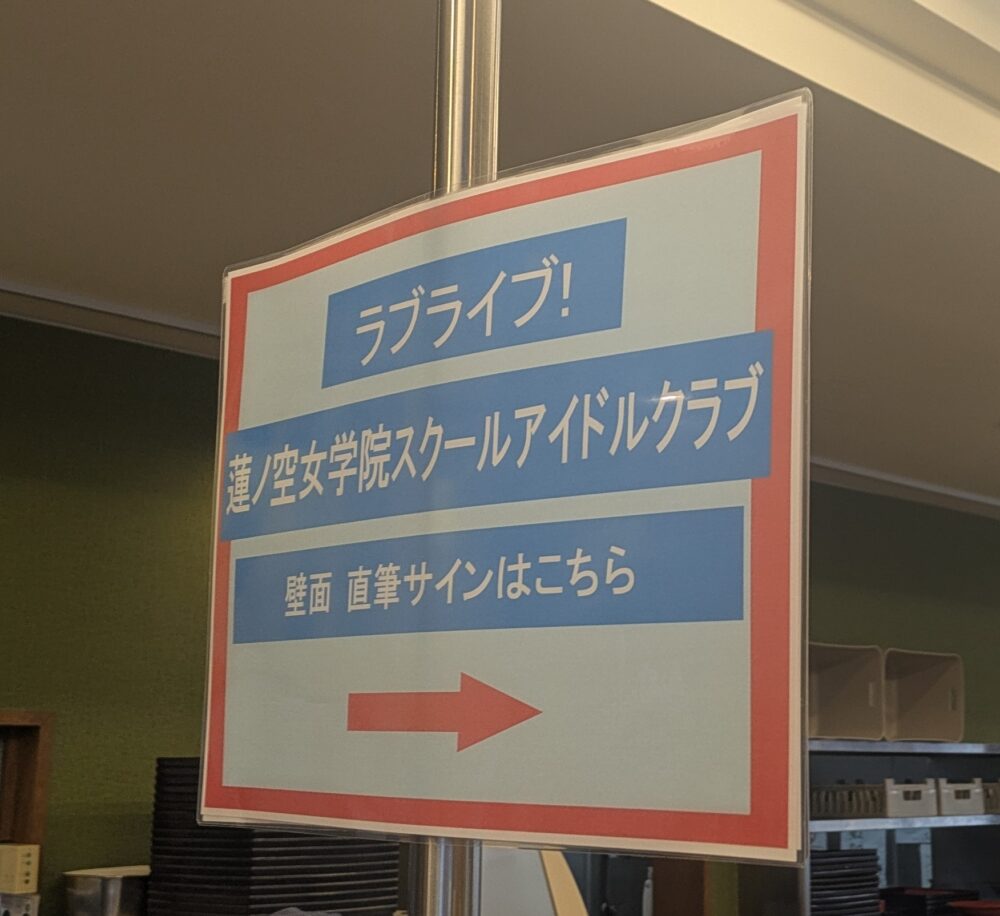 ラブライブ!
蓮ノ空女学院スクールアイドルクラブ
壁面 直筆サインはこちら